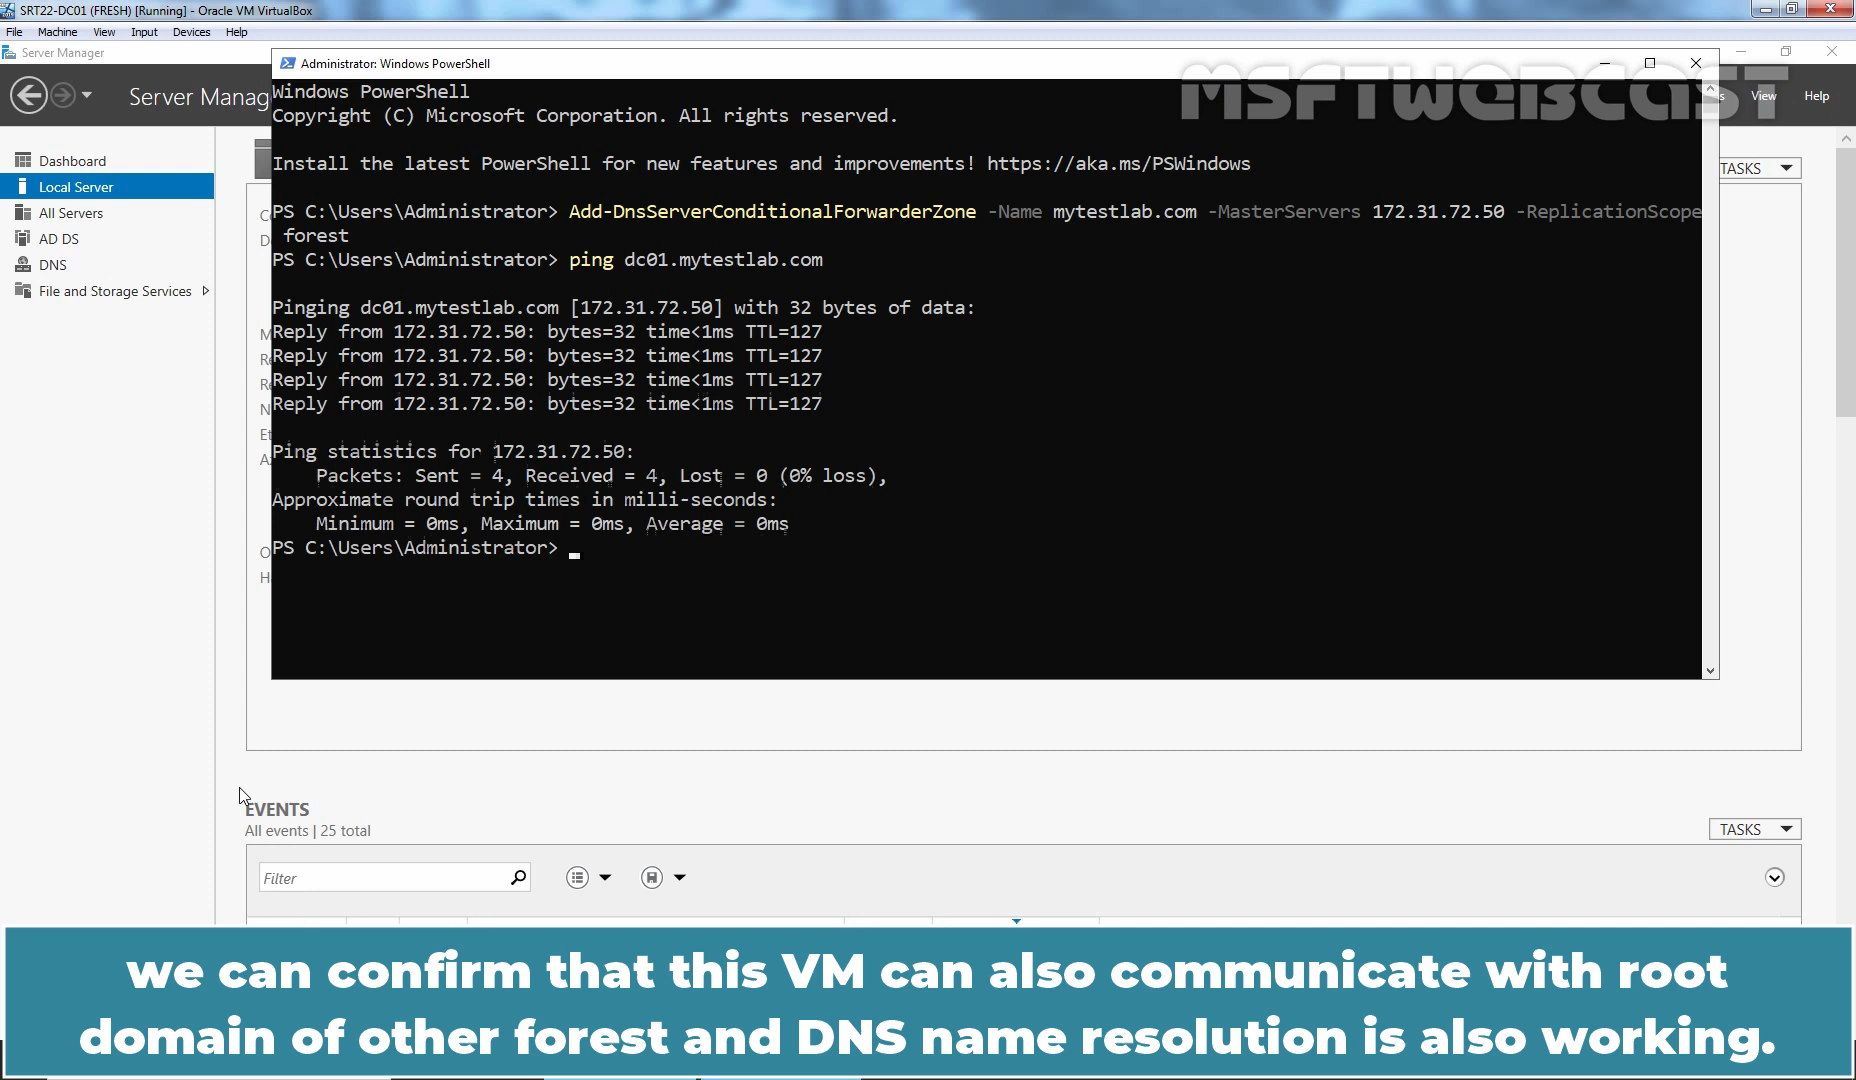 SRT22-DC01 (FRESH) [Running] - Oracle VM VirtualBox
File Machine View Input Devices Help
Server Manager
Administrator: Windows PowerShell
MSFTWEBCAST
Server Manag
View Help
Windows PowerShell
Copyright (C) Microsoft Corporation. All rights reserved.
Install the latest PowerShell for new features and improvements! https://aka.ms/PSWindows
PS C:\Users\Administrator> Add-DnsServerConditionalForwarderZone -Name mytestlab.com -MasterServers 172.31.72.50 -ReplicationScope
forest
PS C:\Users\Administrator> ping dc01.mytestlab.com
Pinging dc01.mytestlab.com [172.31.72.50] with 32 bytes of data:
Reply from 172.31.72.50: bytes=32 time<1ms TTL=127
Reply from 172.31.72.50: bytes=32 time<1ms TTL=127
Reply from 172.31.72.50: bytes=32 time<1ms TTL=127
Reply from 172.31.72.50: bytes=32 time<1ms TTL=127
Ping statistics for 172.31.72.50:
Packets: Sent = 4, Received = 4, Lost = 0 (0% loss),
Approximate round trip times in milli-seconds:
Minimum = 0ms, Maximum = 0ms, Average = 0ms
PS C:\Users\Administrator>
Dashboard
Local Server
All Servers
AD DS
DNS
File and Storage Services
TASKS
EVENTS
All events | 25 total
TASKS
Filter
we can confirm that this VM can also communicate with root
domain of other forest and DNS name resolution is also working.